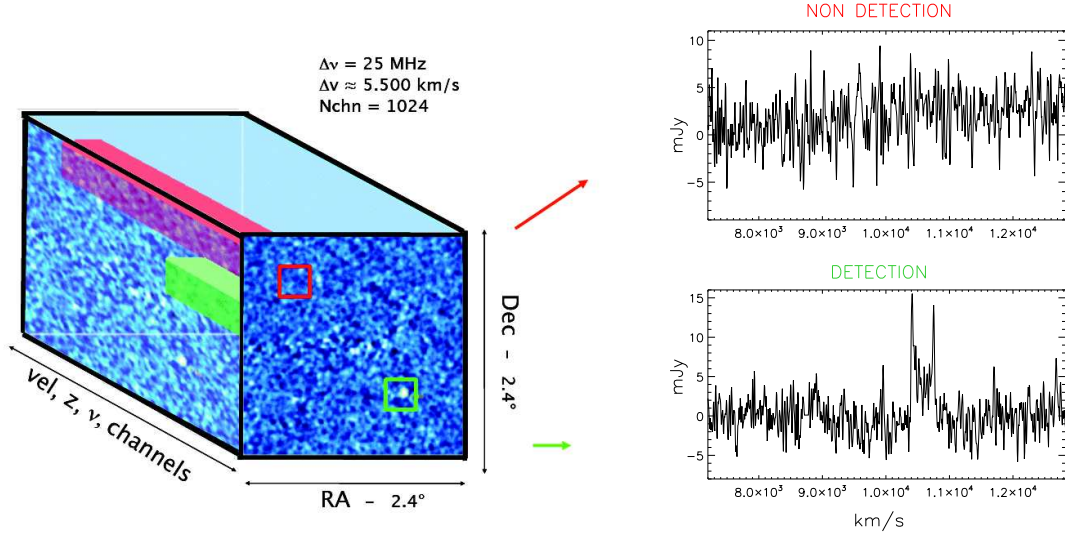 Δν = 25 MHz
Δv ≈ 5.500 km/s
Nchn = 1024
vel, z, ν, channels
RA - 2.4°
Dec - 2.4°
NON DETECTION
10
5
0
−5
mJy
8.0×10³ 9.0×10³ 1.0×10⁴ 1.1×10⁴ 1.2×10⁴
DETECTION
15
10
5
0
−5
mJy
8.0×10³ 9.0×10³ 1.0×10⁴ 1.1×10⁴ 1.2×10⁴
km/s